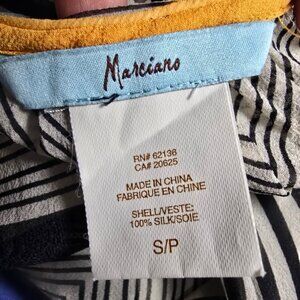 Marciano
RN# 62136
CA# 20625
MADE IN CHINA
FABRIQUE EN CHINE
SHELL/VESTE:
100% SILK/SOIE
S/P